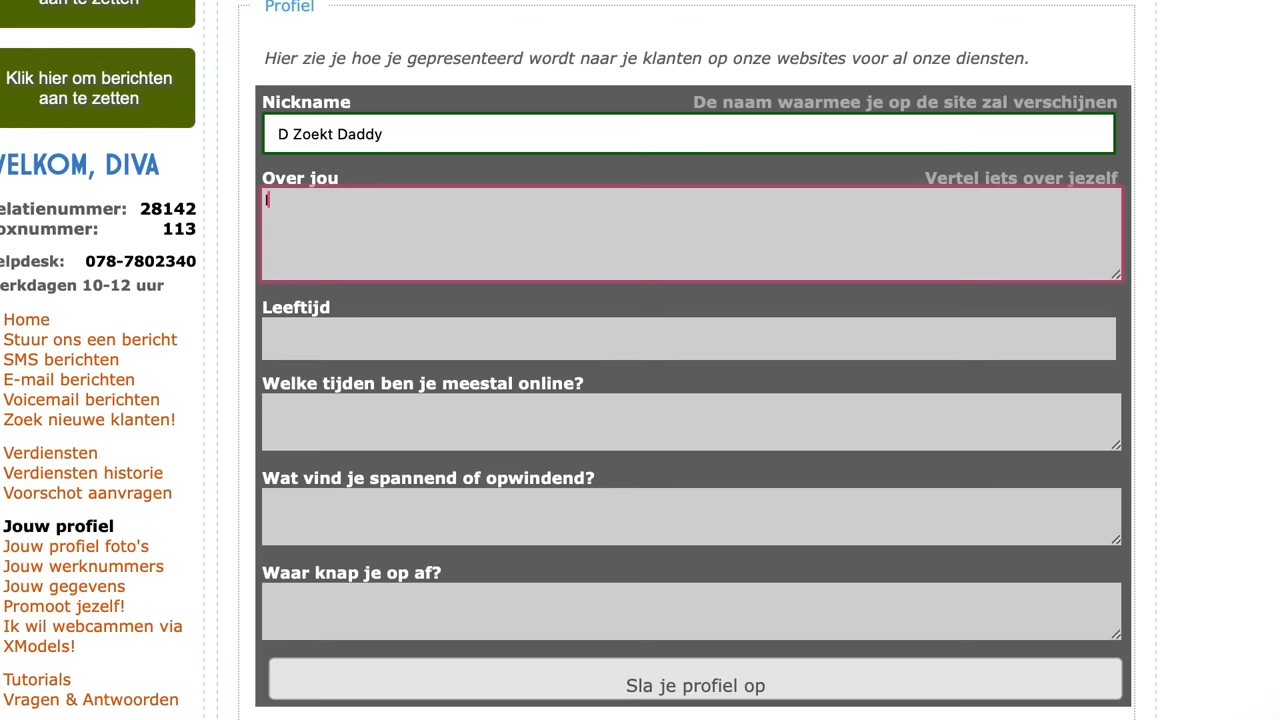 aan te zetten
Klik hier om berichten
aan te zetten
VELKOM, DIVA
elatienummer: 28142
oxnummer: 113
elpdesk: 078-7802340
erkdagen 10-12 uur
Home
Stuur ons een bericht
SMS berichten
E-mail berichten
Voicemail berichten
Zoek nieuwe klanten!
Verdiensten
Verdiensten historie
Voorschot aanvragen
Jouw profiel
Jouw profiel foto's
Jouw werknummers
Jouw gegevens
Promoot jezelf!
Ik wil webcammen via
XModels!
Tutorials
Vragen & Antwoorden
Profiel
Hier zie je hoe je gepresenteerd wordt naar je klanten op onze websites voor al onze diensten.
Nickname De naam waarmee je op de site zal verschijnen
D Zoekt Daddy
Over jou Vertel iets over jezelf
I
Leeftijd
Welke tijden ben je meestal online?
Wat vind je spannend of opwindend?
Waar knap je op af?
Sla je profiel op